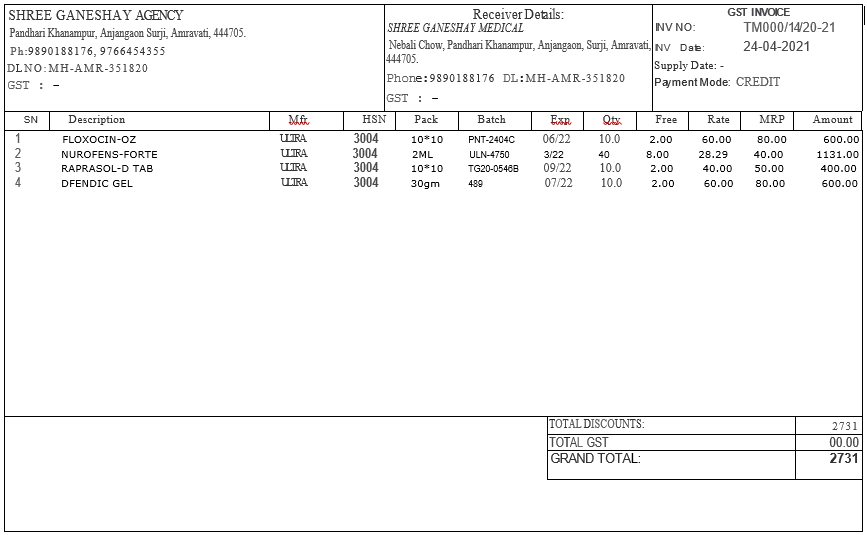 SHREE GANESHAY AGENCY
Pandhari Khanampur, Anjangaon Surji, Amravati, 444705.
Ph:9890188176, 9766454355
DLNO:MH-AMR-351820
GST : –
Receiver Details:
SHREE GANESHAY MEDICAL
Nebali Chow, Pandhari Khanampur, Anjangaon, Surji, Amravati,
444705.
Phone:9890188176 DL:MH-AMR-351820
GST : –
GST INVOICE
INV NO: TM000/14/20-21
INV Date: 24-04-2021
Supply Date: -
Payment Mode: CREDIT
SN Description Mfr. HSN Pack Batch Exp. Qty. Free Rate MRP Amount
1 FLOXOCIN-OZ ULTRA 3004 10*10 PNT-2404C 06/22 10.0 2.00 60.00 80.00 600.00
2 NUROFENS-FORTE ULTRA 3004 2ML ULN-4750 3/22 40 8.00 28.29 40.00 1131.00
3 RAPRASOL-D TAB ULTRA 3004 10*10 TG20-0546B 09/22 10.0 2.00 40.00 50.00 400.00
4 DFENDIC GEL ULTRA 3004 30gm 489 07/22 10.0 2.00 60.00 80.00 600.00
TOTAL DISCOUNTS: 2731
TOTAL GST 00.00
GRAND TOTAL: 2731